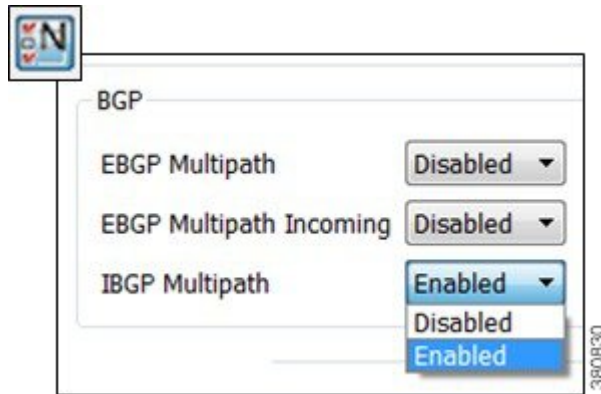 N
BGP
EBGP Multipath Disabled
EBGP Multipath Incoming Disabled
IBGP Multipath Enabled
Disabled
Enabled
380830